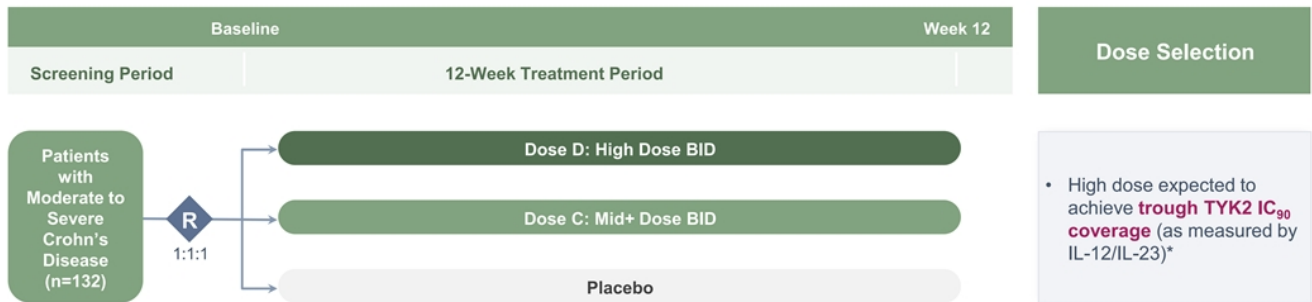 Baseline
Week 12
Screening Period
12-Week Treatment Period
Dose Selection
Patients
with
Moderate to
Severe
Crohn's
Disease
(n=132)
R
1:1:1
Dose D: High Dose BID
Dose C: Mid+ Dose BID
Placebo
• High dose expected to
achieve trough TYK2 IC₉₀
coverage (as measured by
IL-12/IL-23)*